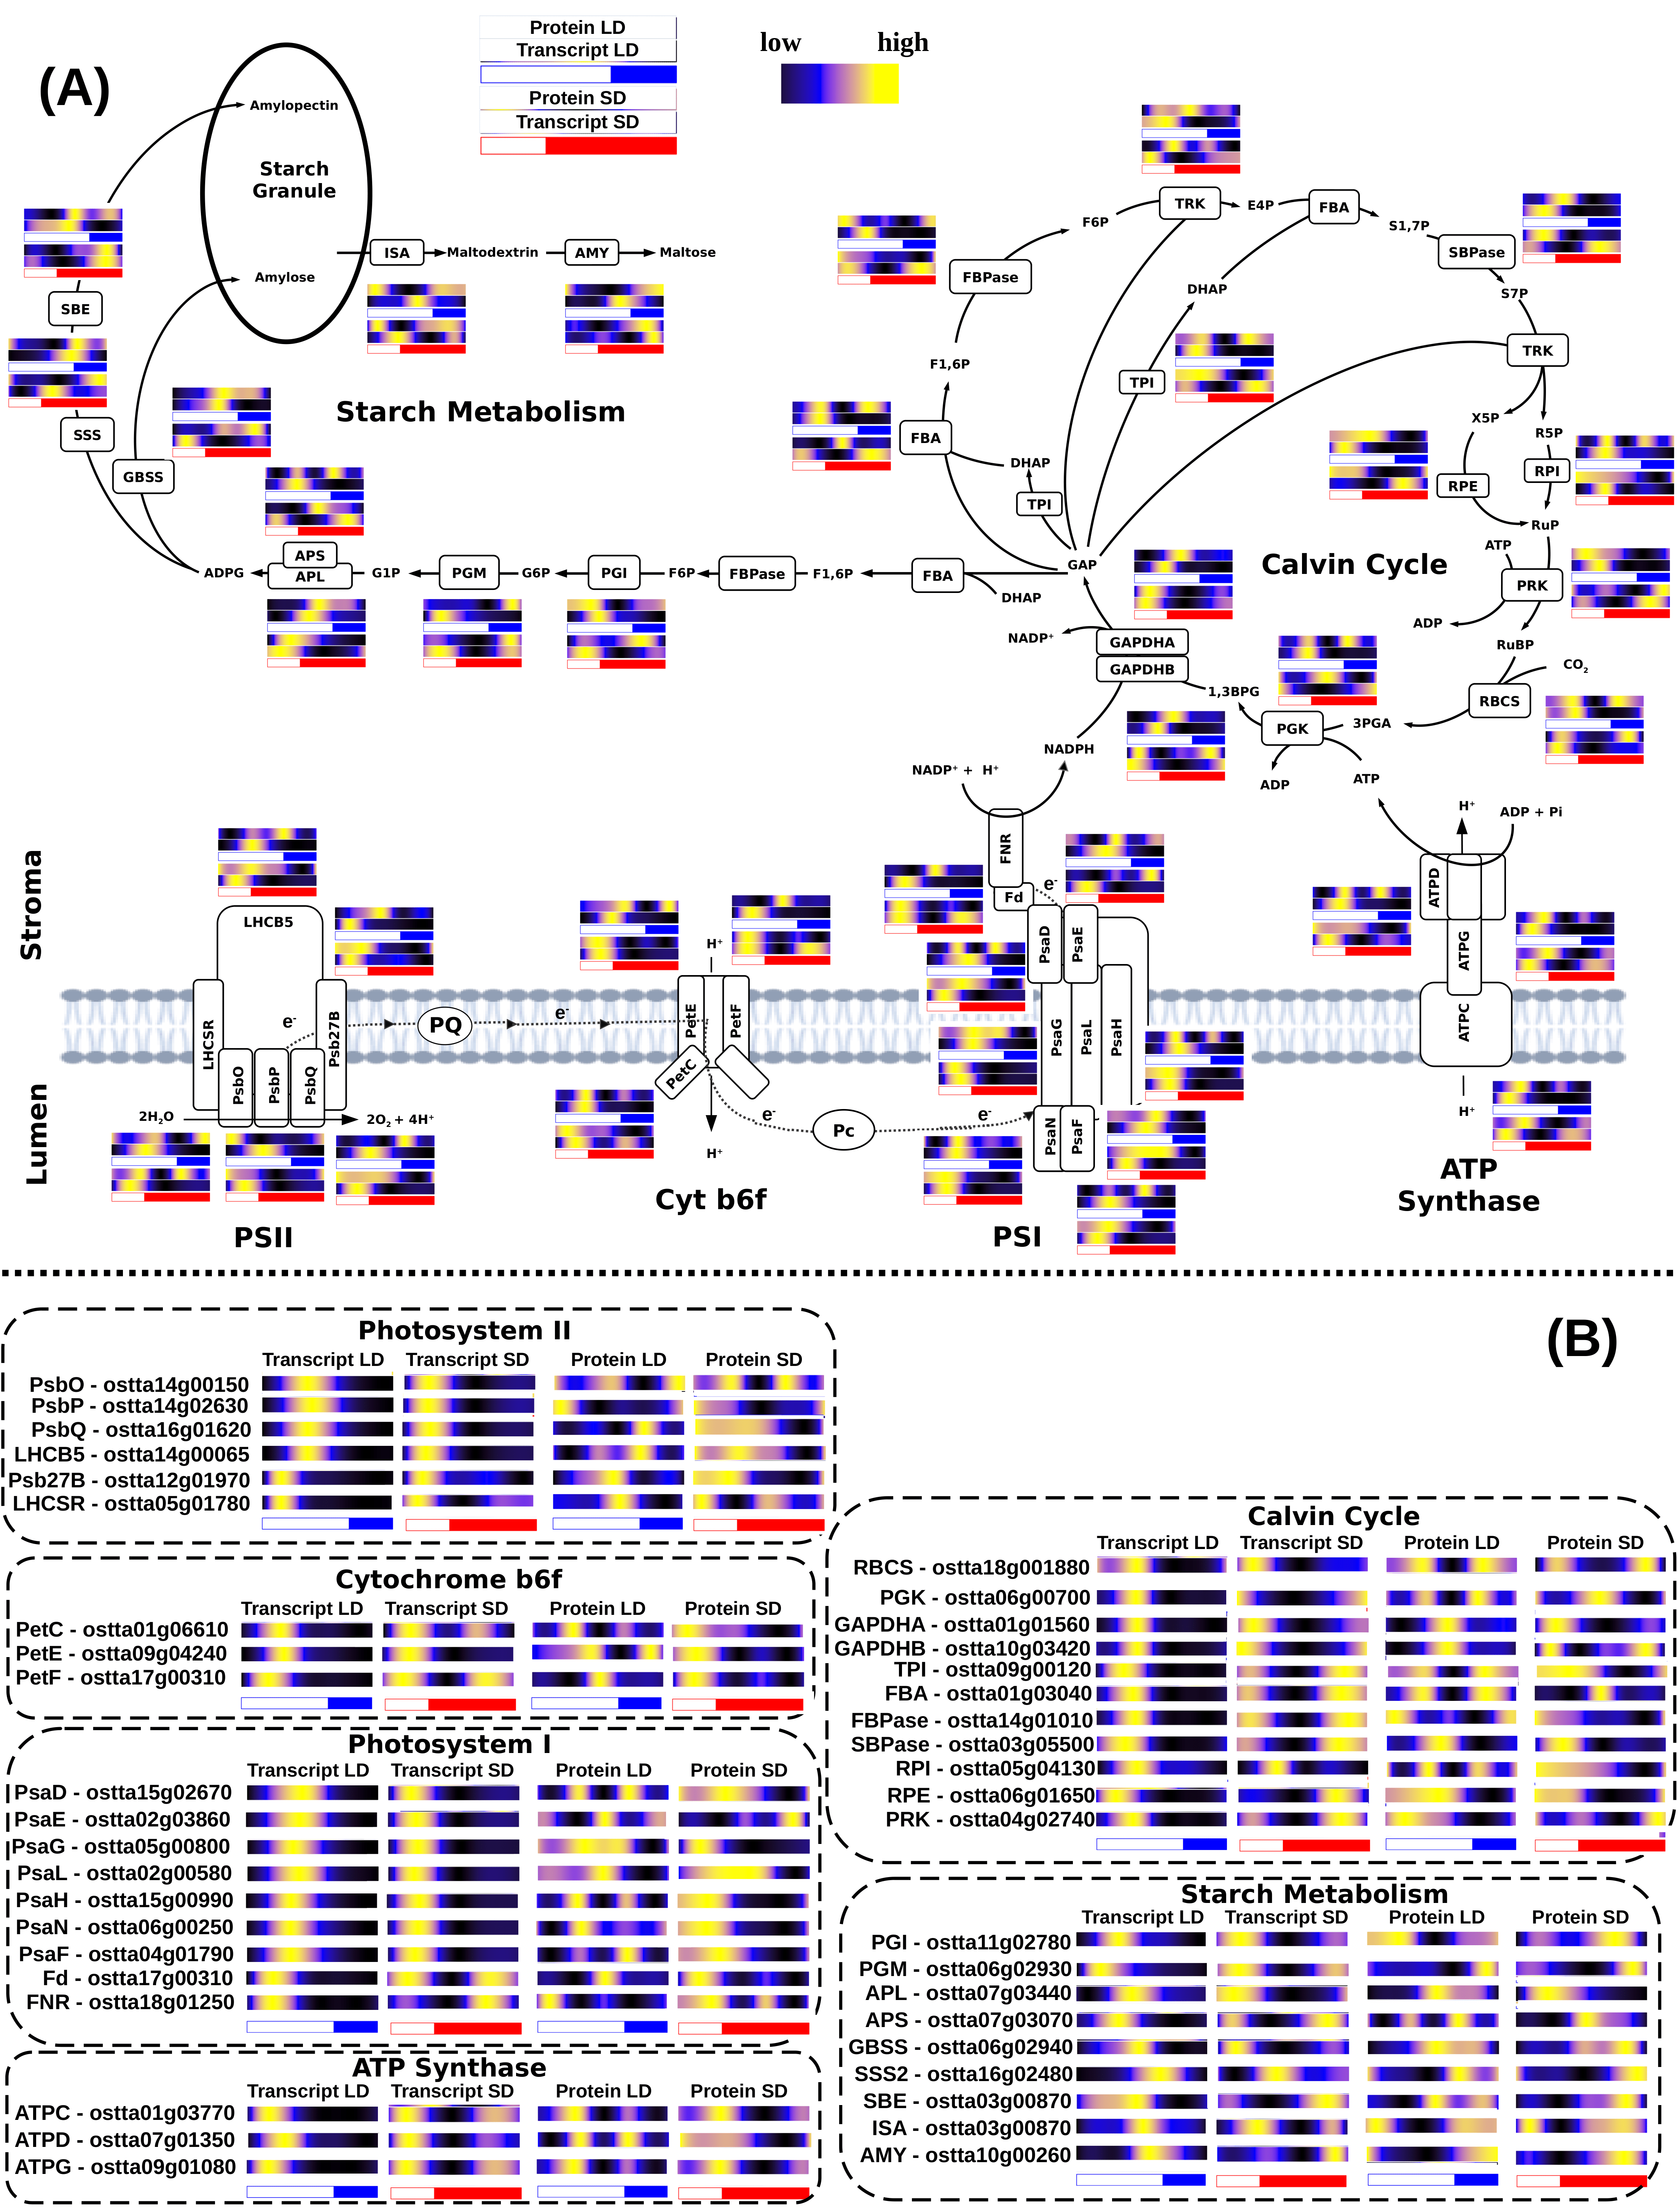 (A)
Protein LD
Transcript LD
Protein SD
Transcript SD
low high
Amylopectin
Starch
Granule
Amylose
ISA
Maltodextrin
AMY
Maltose
SBE
SSS
GBSS
Starch Metabolism
ADPG
APS
APL
G1P
PGM
G6P
PGI
F6P
FBPase
F1,6P
FBA
DHAP
GAP
TPI
DHAP
FBA
F1,6P
FBPase
F6P
TRK
E4P
FBA
S1,7P
SBPase
S7P
TRK
DHAP
TPI
X5P
R5P
RPE
RPI
RuP
ATP
PRK
ADP
RuBP
CO2
RBCS
3PGA
PGK
ATP
ADP
1,3BPG
GAPDHA
GAPDHB
NADP+
NADPH
NADP+ + H+
Calvin Cycle
Stroma
Lumen
LHCB5
LHCSR
Psb27B
PsbO
PsbP
PsbQ
e-
2H2O
2O2 + 4H+
PSII
PQ
e-
H+
PetE
PetF
PetC
H+
Cyt b6f
e-
Pc
e-
FNR
Fd
e-
PsaD
PsaE
PsaG
PsaL
PsaH
PsaN
PsaF
PSI
H+
ADP + Pi
ATPD
ATPG
ATPC
H+
ATP
Synthase
(B)
Photosystem II
Transcript LD Transcript SD Protein LD Protein SD
PsbO - ostta14g00150
PsbP - ostta14g02630
PsbQ - ostta16g01620
LHCB5 - ostta14g00065
Psb27B - ostta12g01970
LHCSR - ostta05g01780
Cytochrome b6f
Transcript LD Transcript SD Protein LD Protein SD
PetC - ostta01g06610
PetE - ostta09g04240
PetF - ostta17g00310
Photosystem I
Transcript LD Transcript SD Protein LD Protein SD
PsaD - ostta15g02670
PsaE - ostta02g03860
PsaG - ostta05g00800
PsaL - ostta02g00580
PsaH - ostta15g00990
PsaN - ostta06g00250
PsaF - ostta04g01790
Fd - ostta17g00310
FNR - ostta18g01250
ATP Synthase
Transcript LD Transcript SD Protein LD Protein SD
ATPC - ostta01g03770
ATPD - ostta07g01350
ATPG - ostta09g01080
Calvin Cycle
Transcript LD Transcript SD Protein LD Protein SD
RBCS - ostta18g001880
PGK - ostta06g00700
GAPDHA - ostta01g01560
GAPDHB - ostta10g03420
TPI - ostta09g00120
FBA - ostta01g03040
FBPase - ostta14g01010
SBPase - ostta03g05500
RPI - ostta05g04130
RPE - ostta06g01650
PRK - ostta04g02740
Starch Metabolism
Transcript LD Transcript SD Protein LD Protein SD
PGI - ostta11g02780
PGM - ostta06g02930
APL - ostta07g03440
APS - ostta07g03070
GBSS - ostta06g02940
SSS2 - ostta16g02480
SBE - ostta03g00870
ISA - ostta03g00870
AMY - ostta10g00260